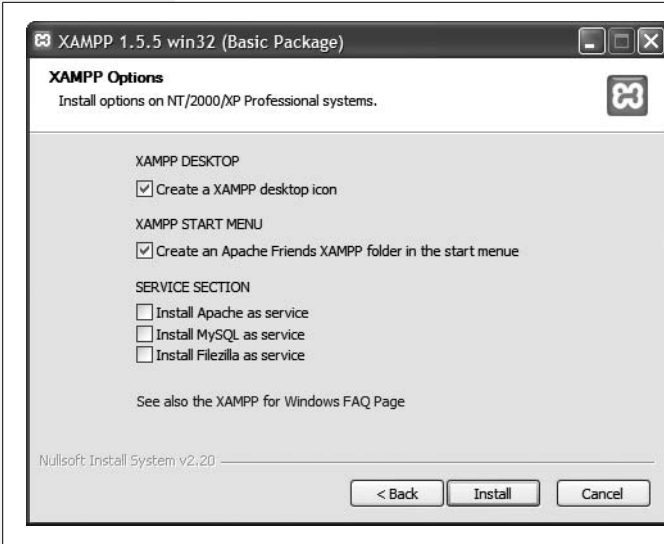 XAMPP 1.5.5 win32 (Basic Package)
XAMPP Options
Install options on NT/2000/XP Professional systems.
XAMPP DESKTOP
Create a XAMPP desktop icon
XAMPP START MENU
Create an Apache Friends XAMPP folder in the start menue
SERVICE SECTION
Install Apache as service
Install MySQL as service
Install Filezilla as service
See also the XAMPP for Windows FAQ Page
Nullsoft Install System v2.20
< Back Install Cancel